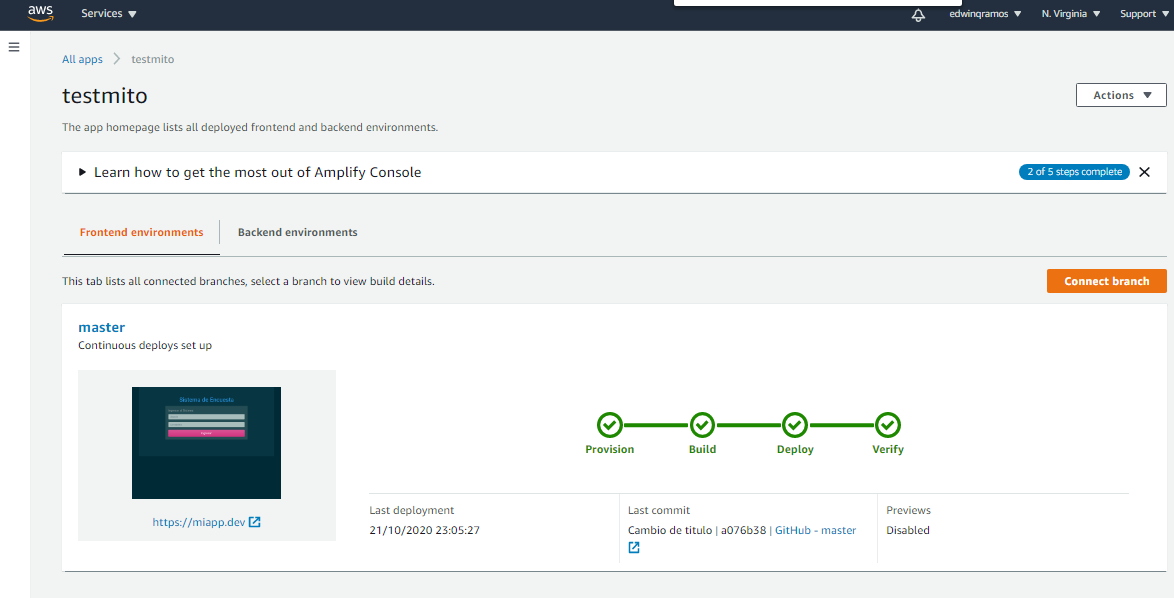 aws Services edwinqramos N. Virginia Support
All apps testmito
testmito
Actions
The app homepage lists all deployed frontend and backend environments.
Learn how to get the most out of Amplify Console 2 of 5 steps complete
Frontend environments Backend environments
This tab lists all connected branches, select a branch to view build details.
Connect branch
master
Continuous deploys set up
Sistema de Encuesta
https://miapp.dev
Provision Build Deploy Verify
Last deployment
21/10/2020 23:05:27
Last commit
Cambio de titulo | a076b38 | GitHub - master
Previews
Disabled